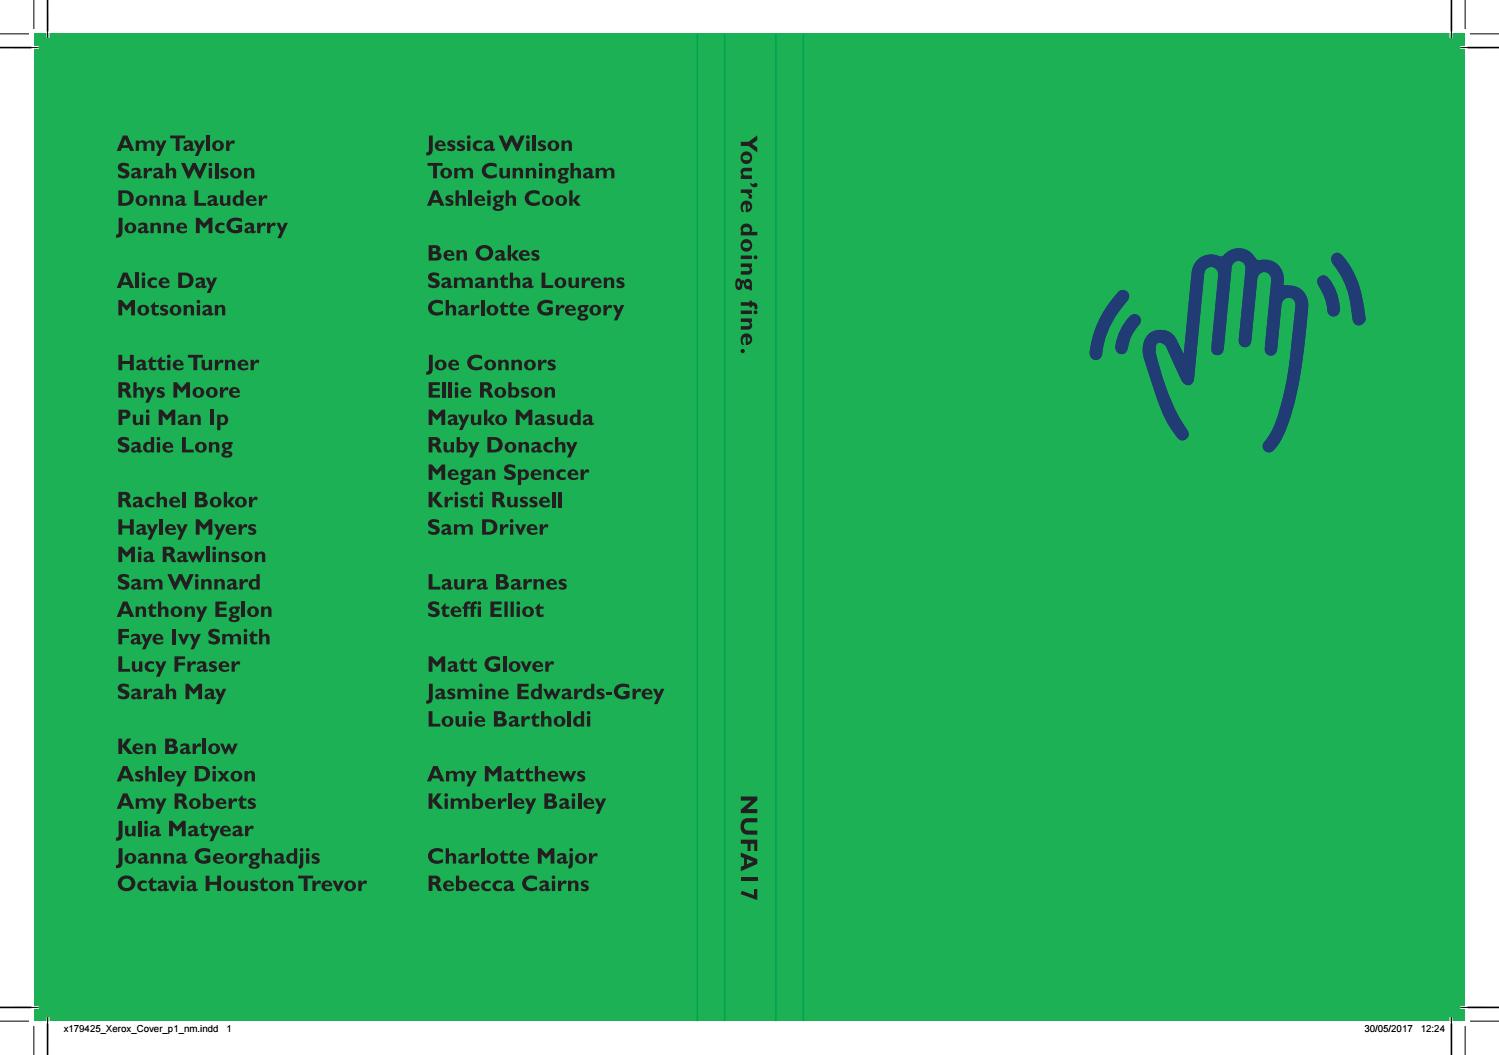 Amy Taylor
Sarah Wilson
Donna Lauder
Joanne McGarry
Alice Day
Motsonian
Hattie Turner
Rhys Moore
Pui Man Ip
Sadie Long
Rachel Bokor
Hayley Myers
Mia Rawlinson
Sam Winnard
Anthony Eglon
Faye Ivy Smith
Lucy Fraser
Sarah May
Ken Barlow
Ashley Dixon
Amy Roberts
Julia Matyear
Joanna Georghadjis
Octavia Houston Trevor
Jessica Wilson
Tom Cunningham
Ashleigh Cook
Ben Oakes
Samantha Lourens
Charlotte Gregory
Joe Connors
Ellie Robson
Mayuko Masuda
Ruby Donachy
Megan Spencer
Kristi Russell
Sam Driver
Laura Barnes
Steffi Elliot
Matt Glover
Jasmine Edwards-Grey
Louie Bartholdi
Amy Matthews
Kimberley Bailey
Charlotte Major
Rebecca Cairns
You're doing fine.
NUFA17
x179425_Xerox_Cover_p1_nm.indd 1
30/05/2017 12:24